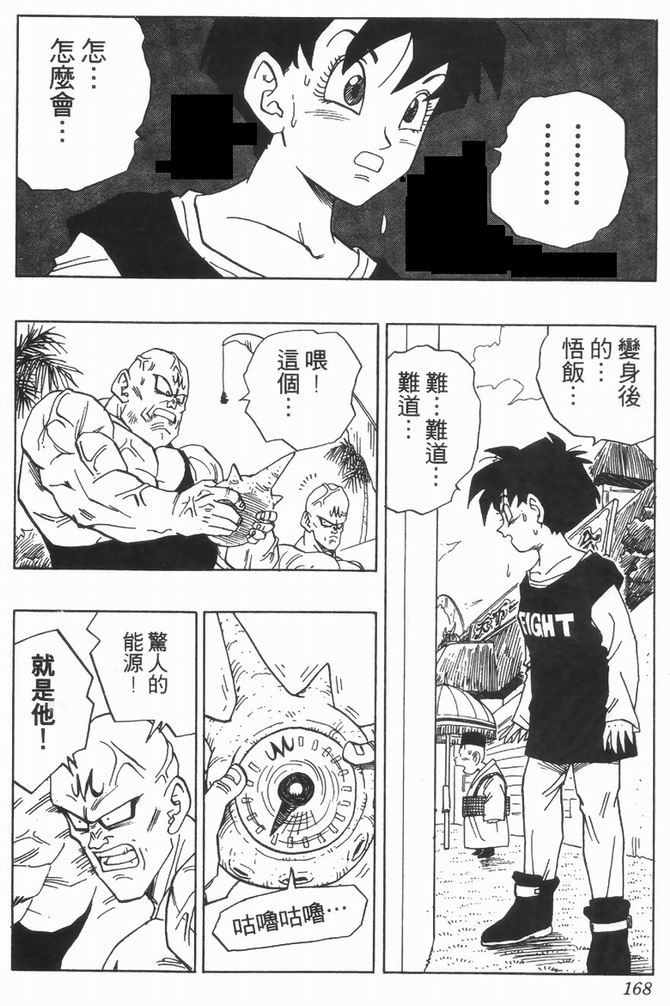 ………
………
怎…
怎麼會…
變身後
的…
悟飯…
難…難道…
難道…
FIGHT
喂！
這個…
M
M
咕嚕咕嚕…
驚人的
能源！
就是他！
M
168